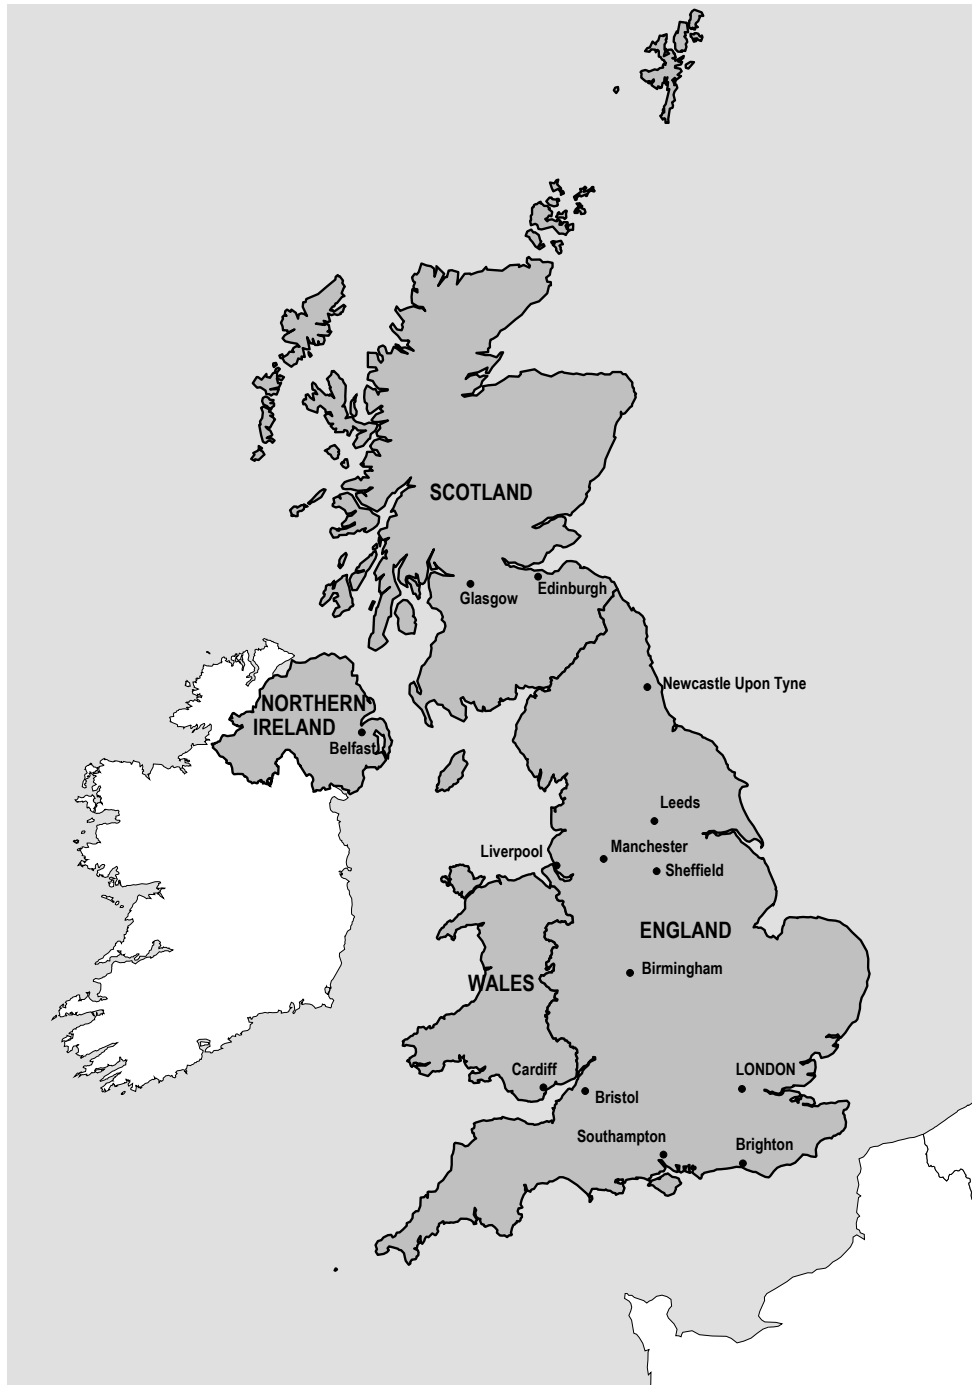 SCOTLAND
Edinburgh
Glasgow
Newcastle Upon Tyne
NORTHERN
IRELAND
Belfast
Leeds
Manchester
Liverpool
Sheffield
ENGLAND
Birmingham
WALES
Cardiff
LONDON
Bristol
Southampton
Brighton